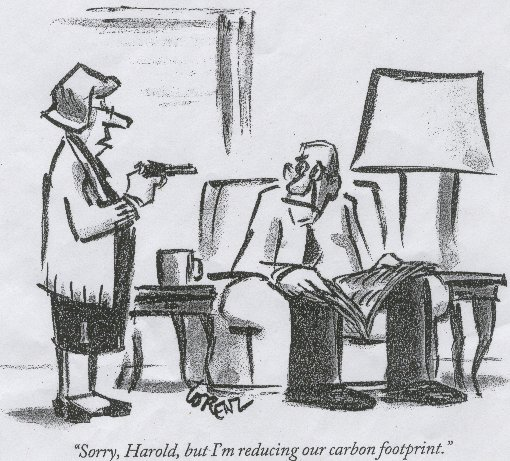 LORENZ
"Sorry, Harold, but I'm reducing our carbon footprint."